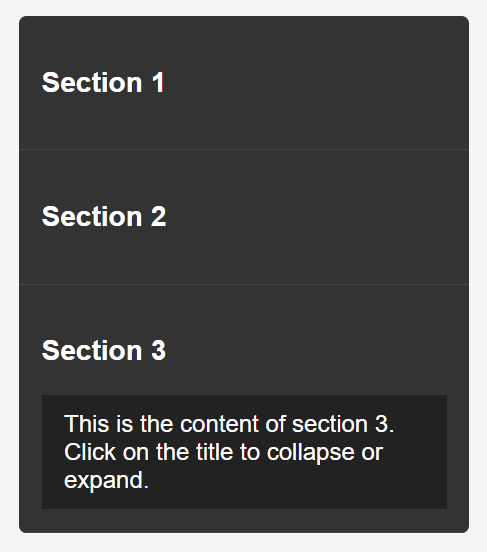 Section 1
Section 2
Section 3
This is the content of section 3.
Click on the title to collapse or
expand.